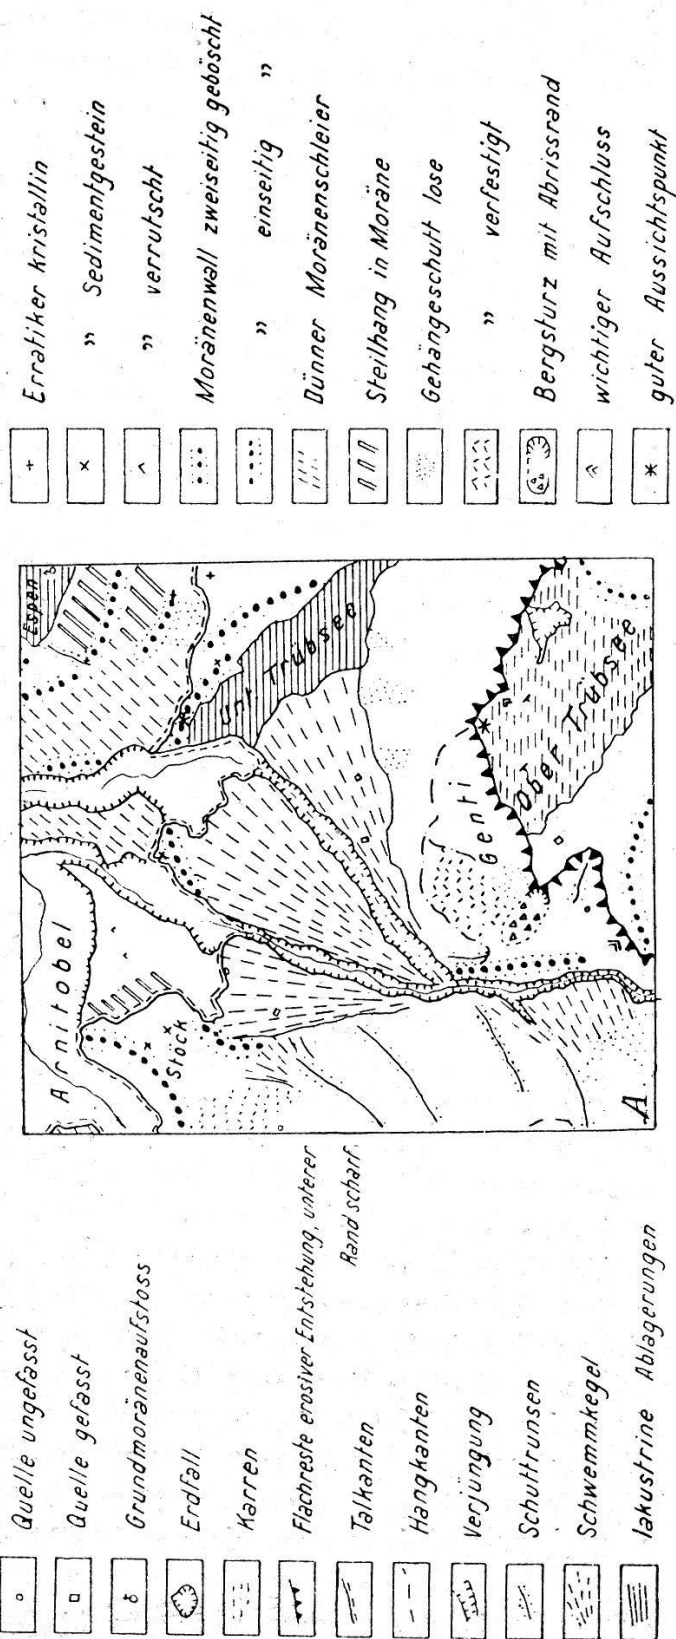 Quelle ungefasst
Quelle gefasst
Grundmoränenaufstoss
Erdfall
Karren
Flachreste erosiver Entstehung, unterer
Rand scharf.
Talkanten
Hangkanten
Verjüngung
Schuttrunsen
Schwemmkegel
lakustrine Ablagerungen
Arnitobel
Stock
Espen
Unt. Trübsee
Genti
Ober Trübsee
A
Erratiker kristallin
" Sedimentgestein
" verrutscht
Moränenwall zweiseitig geböscht
" einseitig "
Dünner Moränenschleier
Steilhang in Moräne
Gehängeschutt lose
" verfestigt
Bergsturz mit Abrissrand
wichtiger Aufschluss
guter Aussichtspunkt